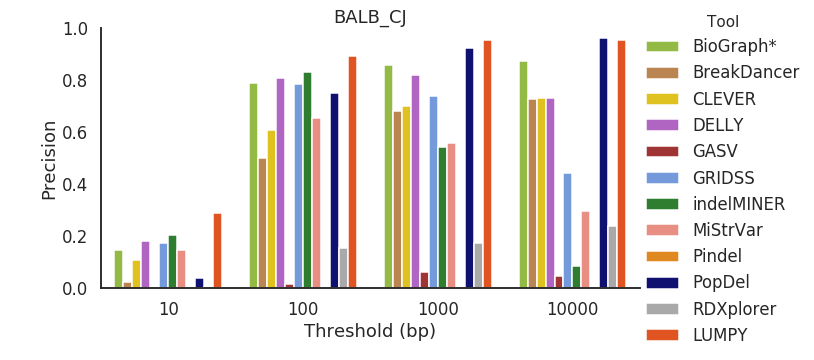 BALB_CJ
Tool
BioGraph*
BreakDancer
CLEVER
DELLY
GASV
GRIDSS
indelMINER
MiStrVar
Pindel
PopDel
RDXplorer
LUMPY
Precision
1.0
0.8
0.6
0.4
0.2
0.0
10 100 1000 10000
Threshold (bp)